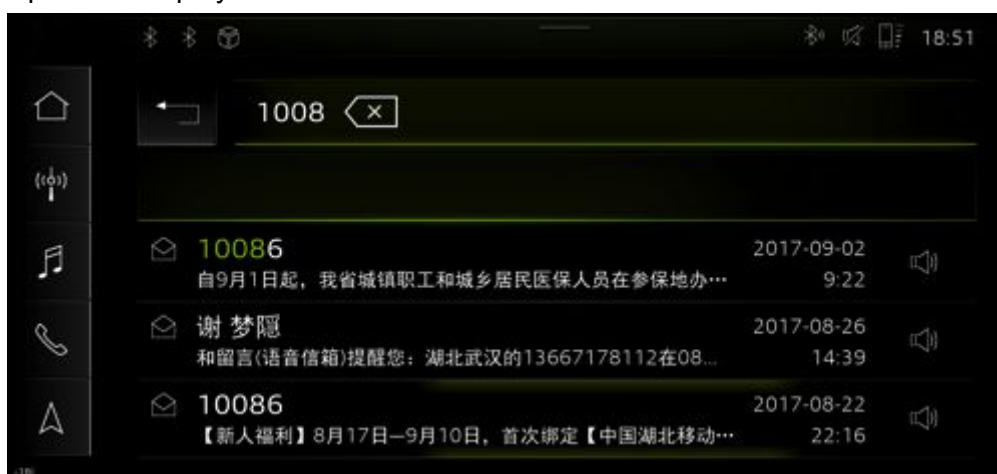 18:51
1008
10086
2017-09-02
自9月1日起，我省城镇职工和城乡居民医保人员在参保地办…
9:22
谢 梦隐
2017-08-26
和留言(语音信箱)提醒您：湖北武汉的13667178112在08...
14:39
10086
2017-08-22
【新人福利】8月17日—9月10日，首次绑定【中国湖北移动…
22:16